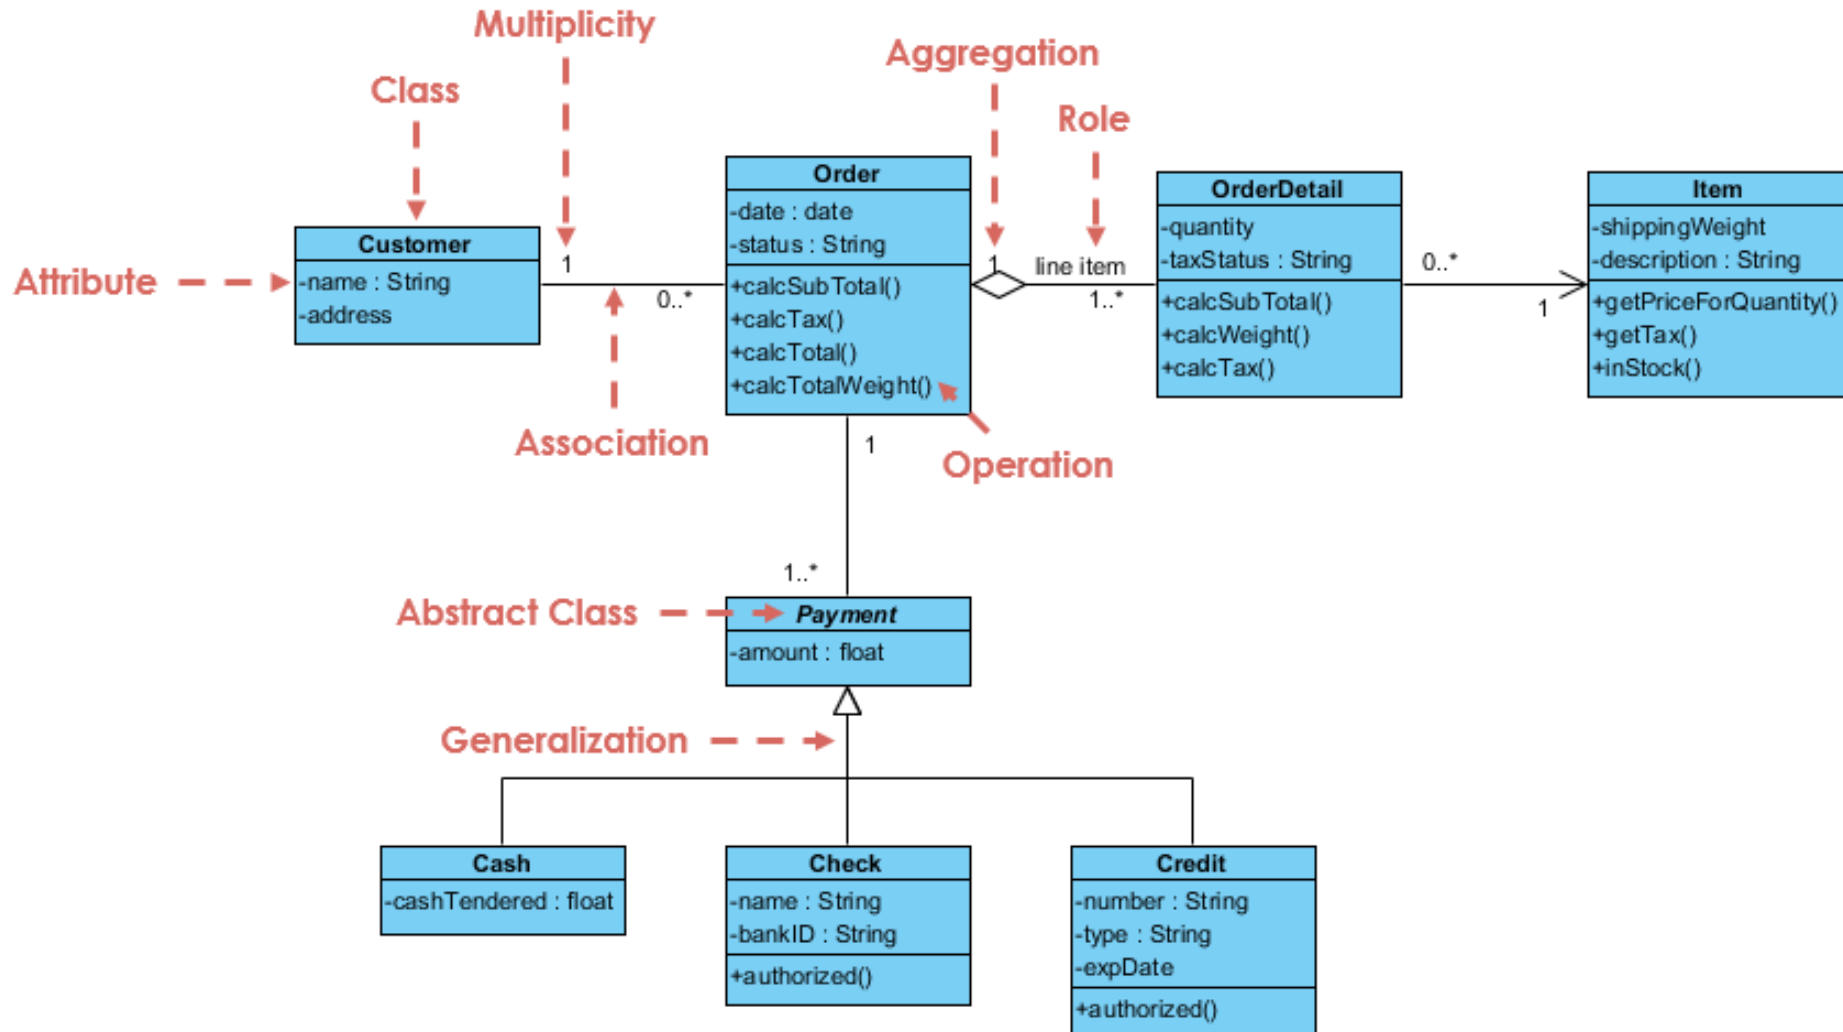 Multiplicity
Aggregation
Class
Role
Attribute
Customer
-name : String
-address
1
0..*
Association
Order
-date : date
-status : String
+calcSubTotal()
+calcTax()
+calcTotal()
+calcTotalWeight()
1
line item
1..*
OrderDetail
-quantity
-taxStatus : String
+calcSubTotal()
+calcWeight()
+calcTax()
0..*
1
Item
-shippingWeight
-description : String
+getPriceForQuantity()
+getTax()
+inStock()
Operation
1
1..*
Abstract Class
Payment
-amount : float
Generalization
Cash
-cashTendered : float
Check
-name : String
-bankID : String
+authorized()
Credit
-number : String
-type : String
-expDate
+authorized()